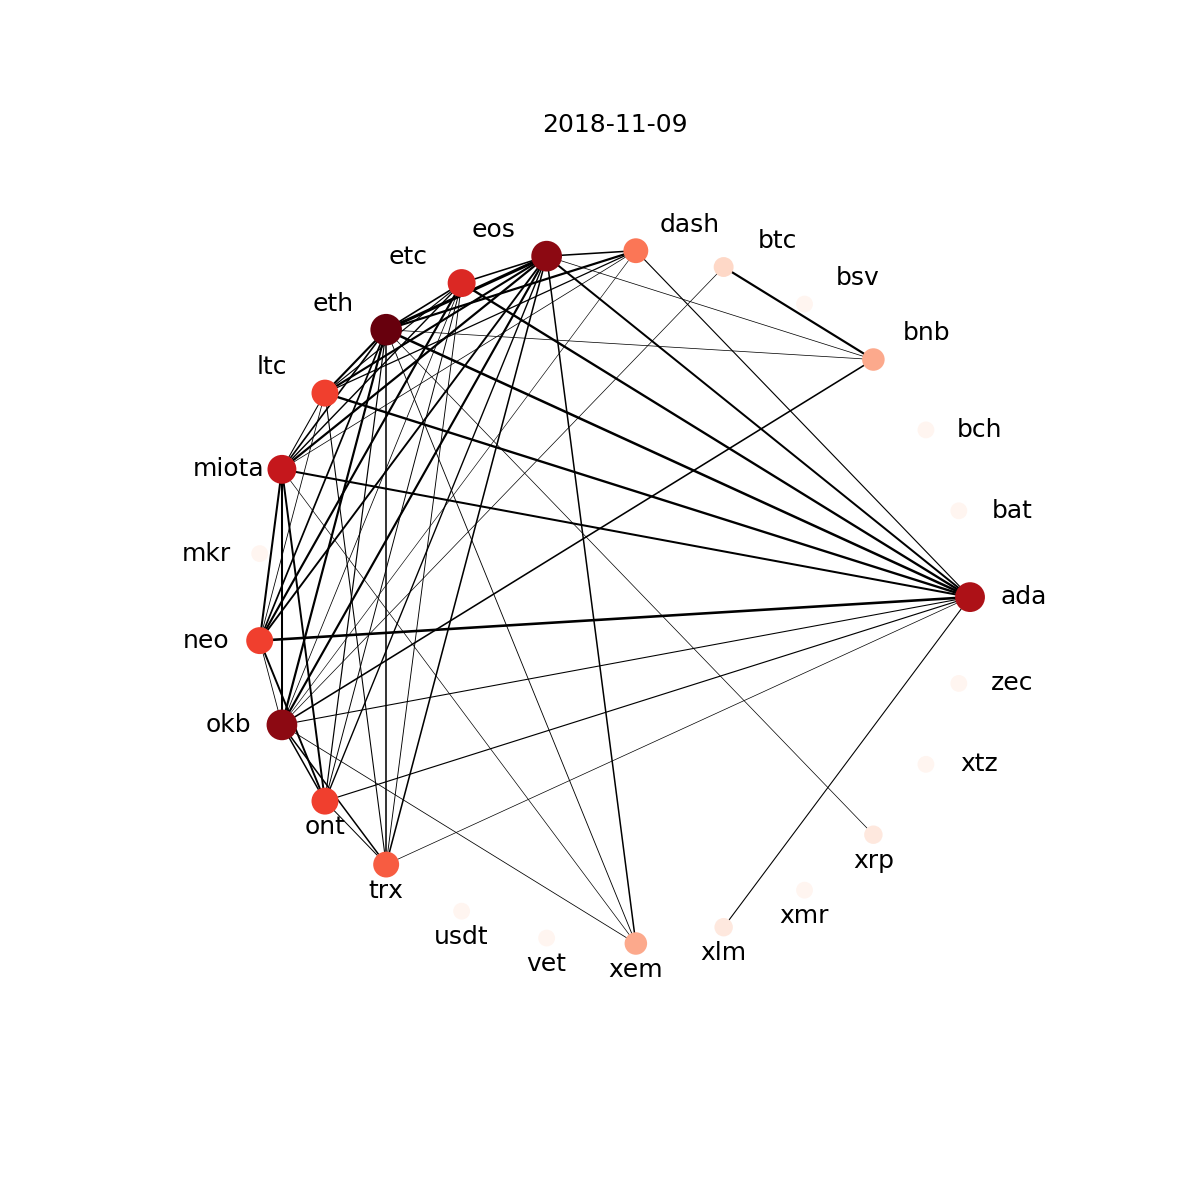 2018-11-09
dash
eos
btc
etc
bsv
eth
bnb
ltc
bch
miota
bat
mkr
ada
neo
zec
okb
xtz
ont
xrp
trx
xmr
usdt
xlm
vet
xem